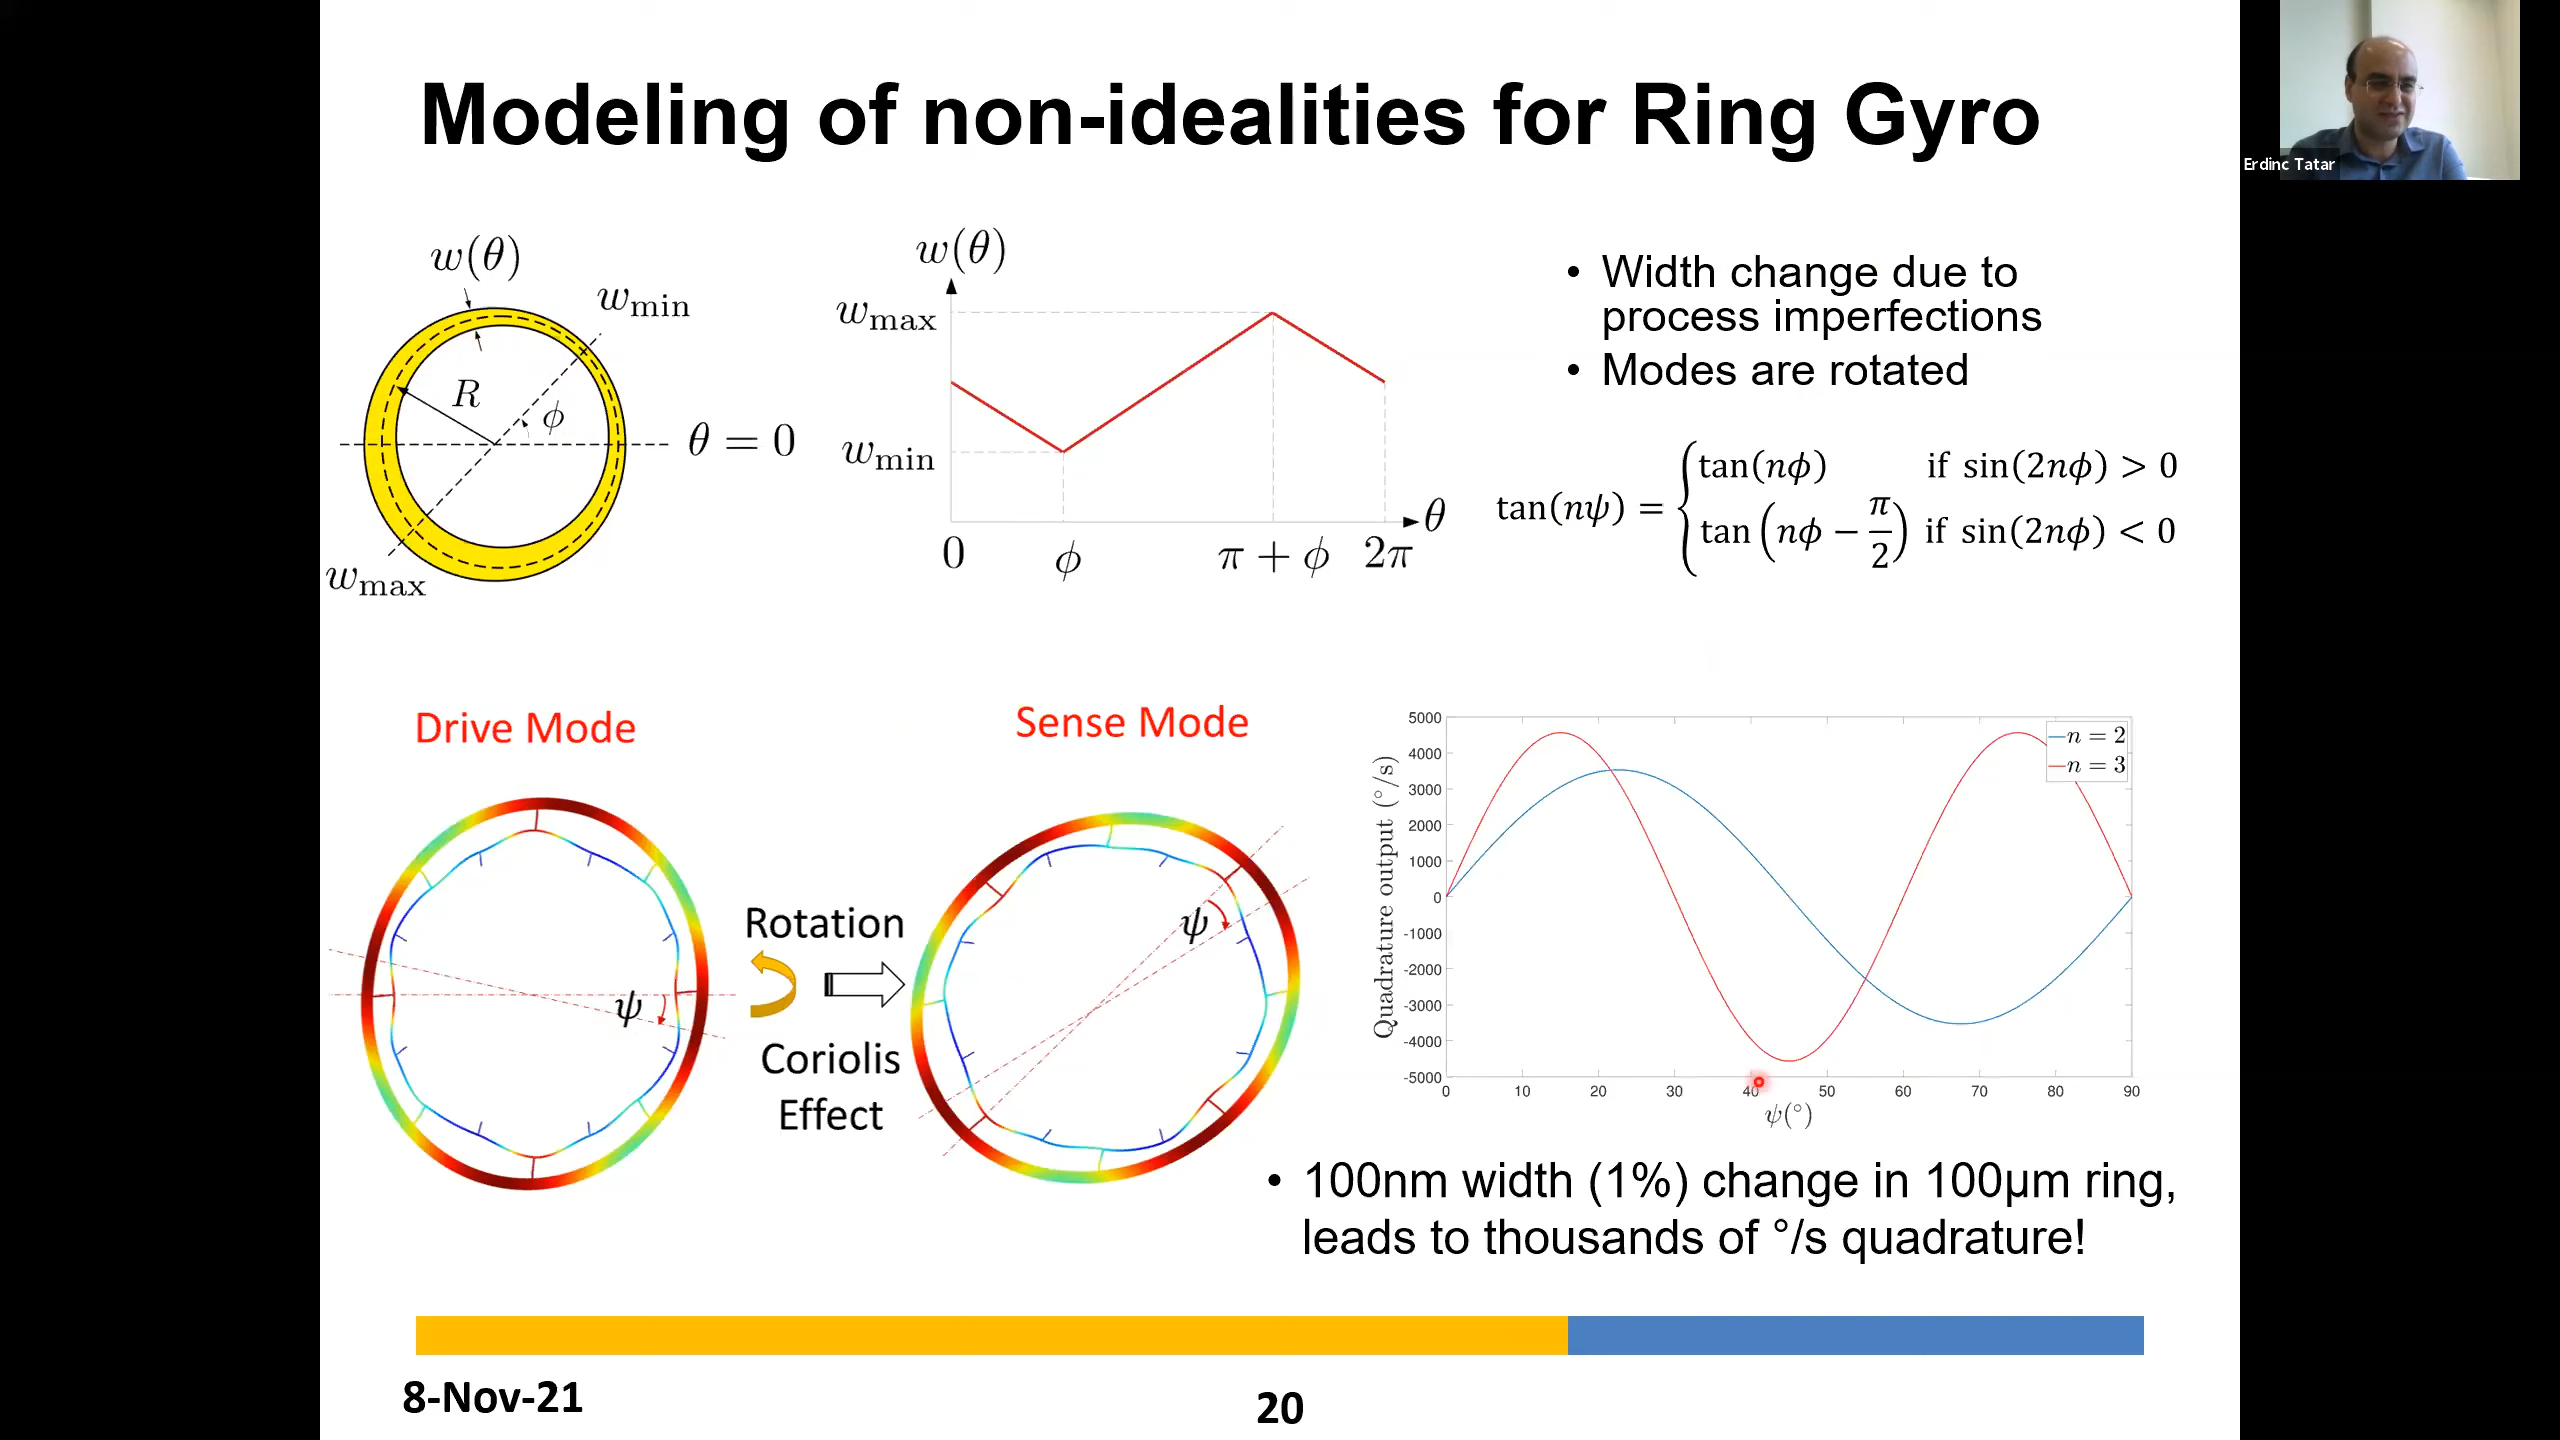 Modeling of non-idealities for Ring Gyro
Erdinc Tatar
w(θ)
w_min
R
ϕ
θ = 0
w_max
w(θ)
w_max
w_min
θ
0 ϕ π + ϕ 2π
• Width change due to
process imperfections
• Modes are rotated
tan(nψ) = { tan(nϕ) if sin(2nϕ) > 0
tan(nϕ − π/2) if sin(2nϕ) < 0
Drive Mode
ψ
Rotation
Coriolis
Effect
Sense Mode
ψ
Quadrature output (°/s)
5000
4000
3000
2000
1000
0
-1000
-2000
-3000
-4000
-5000
n = 2
n = 3
0 10 20 30 40 50 60 70 80 90
ψ(°)
• 100nm width (1%) change in 100µm ring,
leads to thousands of °/s quadrature!
8-Nov-21
20